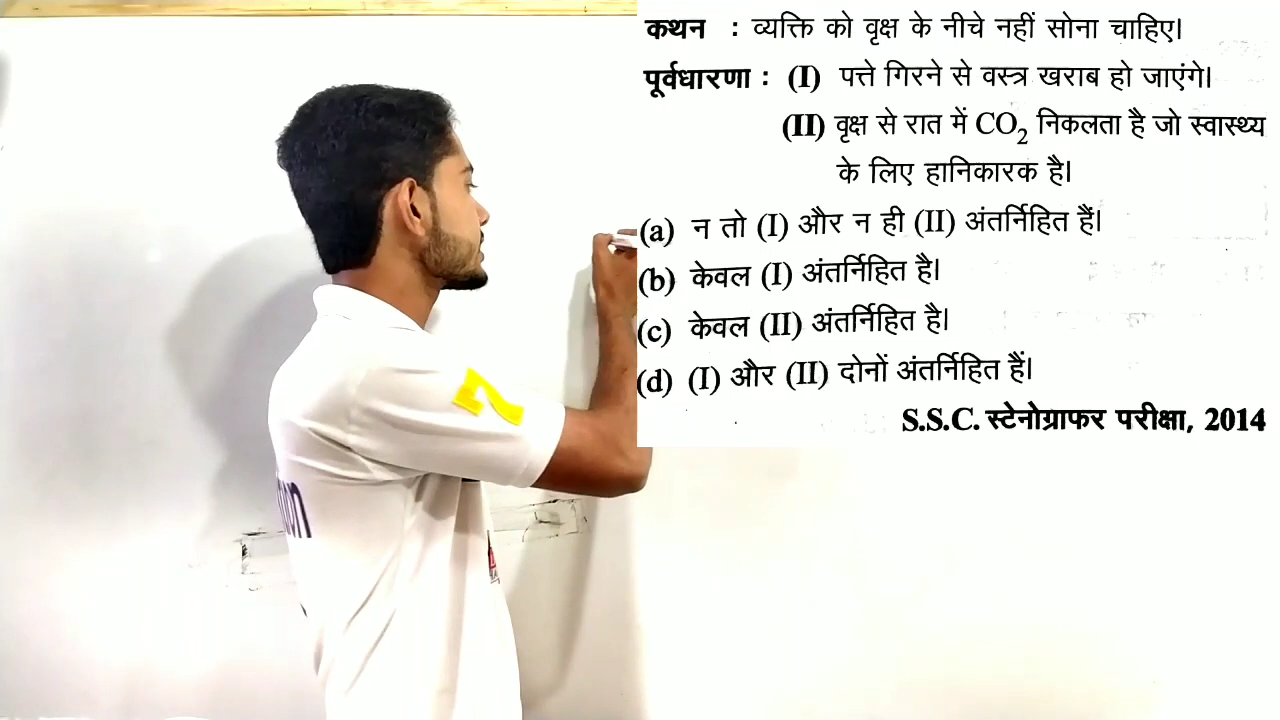 कथन : व्यक्ति को वृक्ष के नीचे नहीं सोना चाहिए।
पूर्वधारणा : (I) पत्ते गिरने से वस्त्र खराब हो जाएंगे।
(II) वृक्ष से रात में CO₂ निकलता है जो स्वास्थ्य
के लिए हानिकारक है।
(a) न तो (I) और न ही (II) अंतर्निहित हैं।
(b) केवल (I) अंतर्निहित है।
(c) केवल (II) अंतर्निहित है।
(d) (I) और (II) दोनों अंतर्निहित हैं।
S.S.C. स्टेनोग्राफर परीक्षा, 2014
7